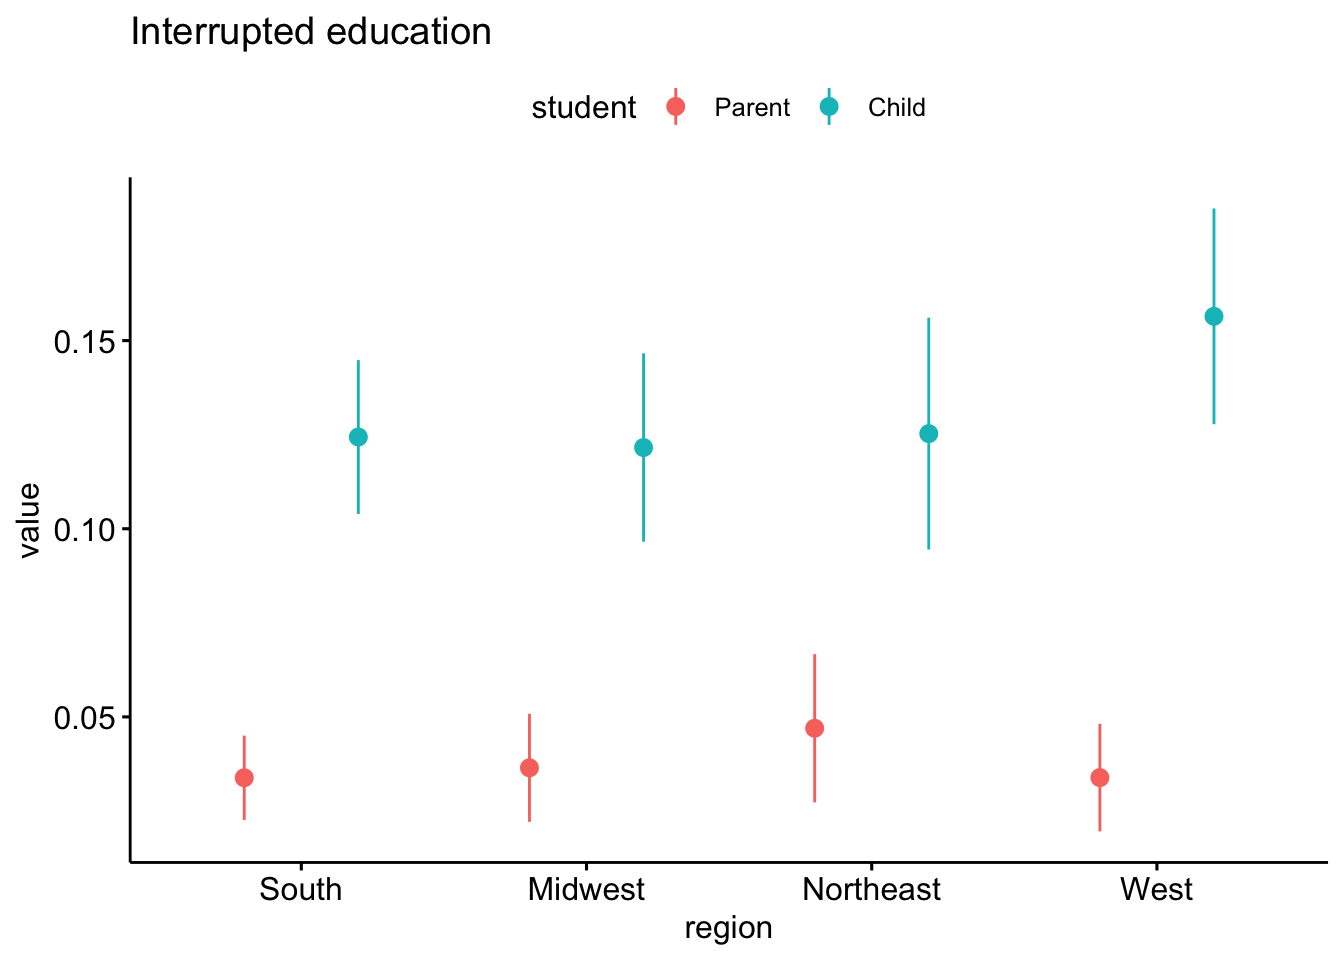 Interrupted education
student Parent Child
0.15
0.10
0.05
value
South Midwest Northeast West
region